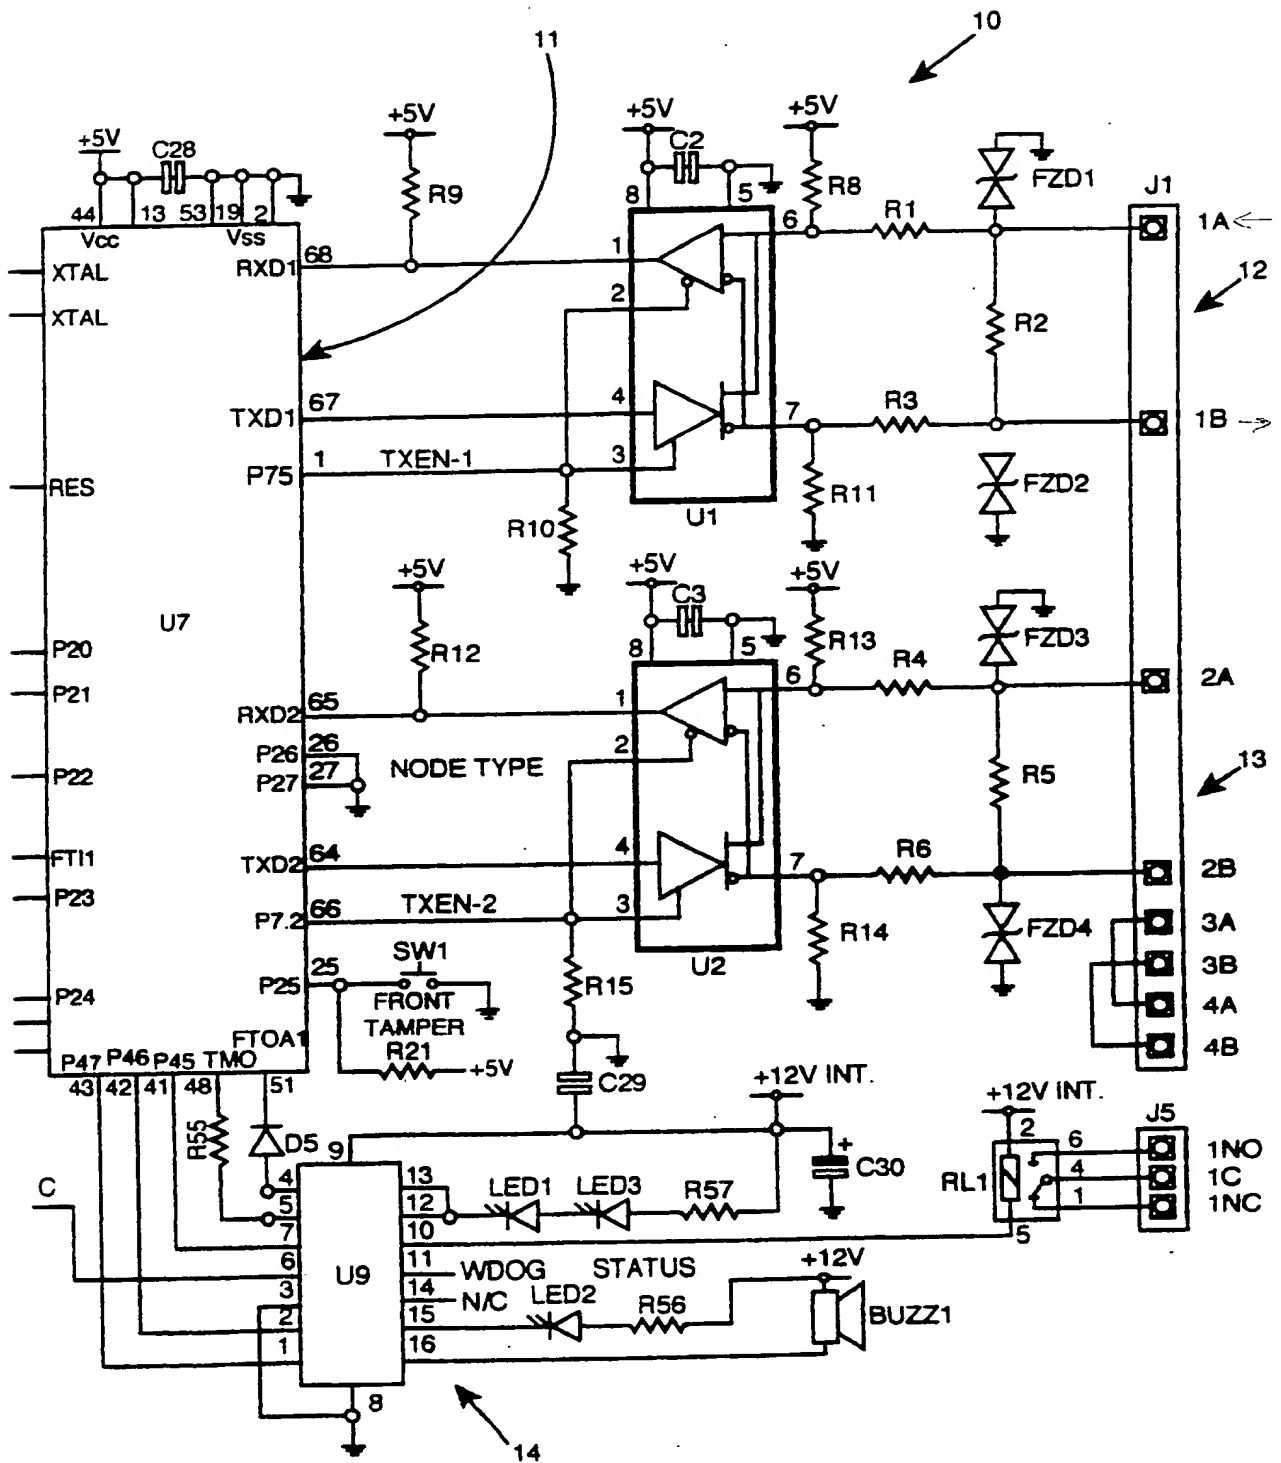 10
11
+5V
C28
44
13
53
19
2
Vcc
Vss
+5V
R9
+5V
C2
8
5
+5V
R8
6
R1
FZD1
J1
1A
12
XTAL
XTAL
RXD1
68
1
2
R2
TXD1
67
4
7
R3
1B
P75
1
TXEN-1
3
RES
R10
U1
R11
FZD2
U7
+5V
R12
+5V
C3
8
5
+5V
R13
6
R4
FZD3
2A
P20
P21
RXD2
65
1
2
P26
26
P27
27
NODE TYPE
P22
R5
13
FTI1
TXD2
64
4
7
R6
2B
P23
P7.2
66
TXEN-2
3
U2
R14
FZD4
3A
3B
4A
4B
P25
25
SW1
FRONT
TAMPER
R15
P24
FTOA1
R21
+5V
C29
P47
P46
P45
TMO
43
42
41
48
51
R55
D5
+12V INT.
C30
+
+12V INT.
2
RL1
6
4
1
5
J5
1NO
1C
1NC
C
9
4
5
7
6
3
2
1
U9
13
12
10
11
14
15
16
8
LED1
LED3
R57
WDOG
STATUS
N/C
LED2
R56
+12V
BUZZ1
14